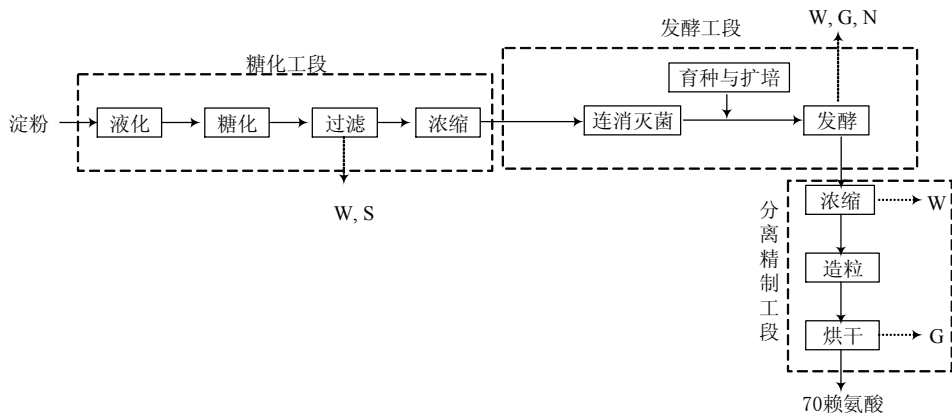 W, G, N
发酵工段
糖化工段
育种与扩培
淀粉
液化
糖化
过滤
浓缩
连消灭菌
发酵
W, S
分离精制工段
浓缩
W
造粒
烘干
G
70赖氨酸